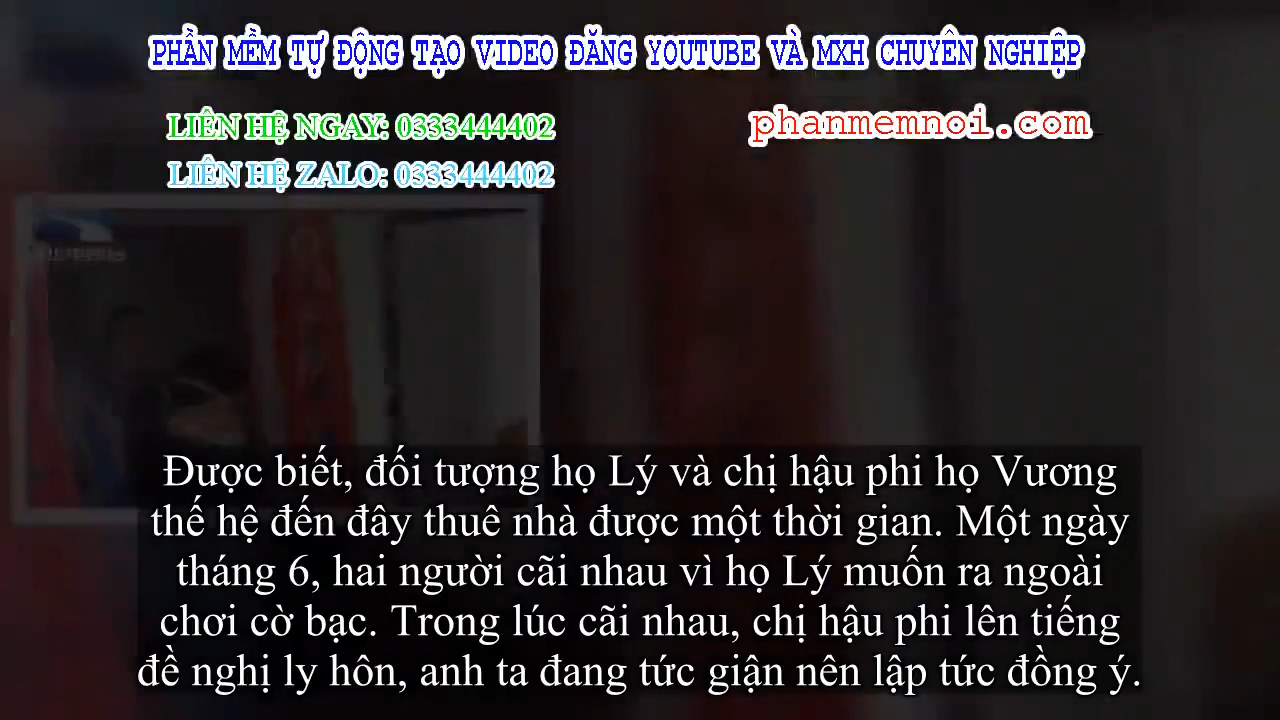 PHẦN MỀM TỰ ĐỘNG TẠO VIDEO ĐĂNG YOUTUBE VÀ MXH CHUYÊN NGHIỆP
LIÊN HỆ NGAY: 0333444402
phanmemnoi.com
LIÊN HỆ ZALO: 0333444402
Được biết, đối tượng họ Lý và chị hậu phi họ Vương
thế hệ đến đây thuê nhà được một thời gian. Một ngày
tháng 6, hai người cãi nhau vì họ Lý muốn ra ngoài
chơi cờ bạc. Trong lúc cãi nhau, chị hậu phi lên tiếng
đề nghị ly hôn, anh ta đang tức giận nên lập tức đồng ý.